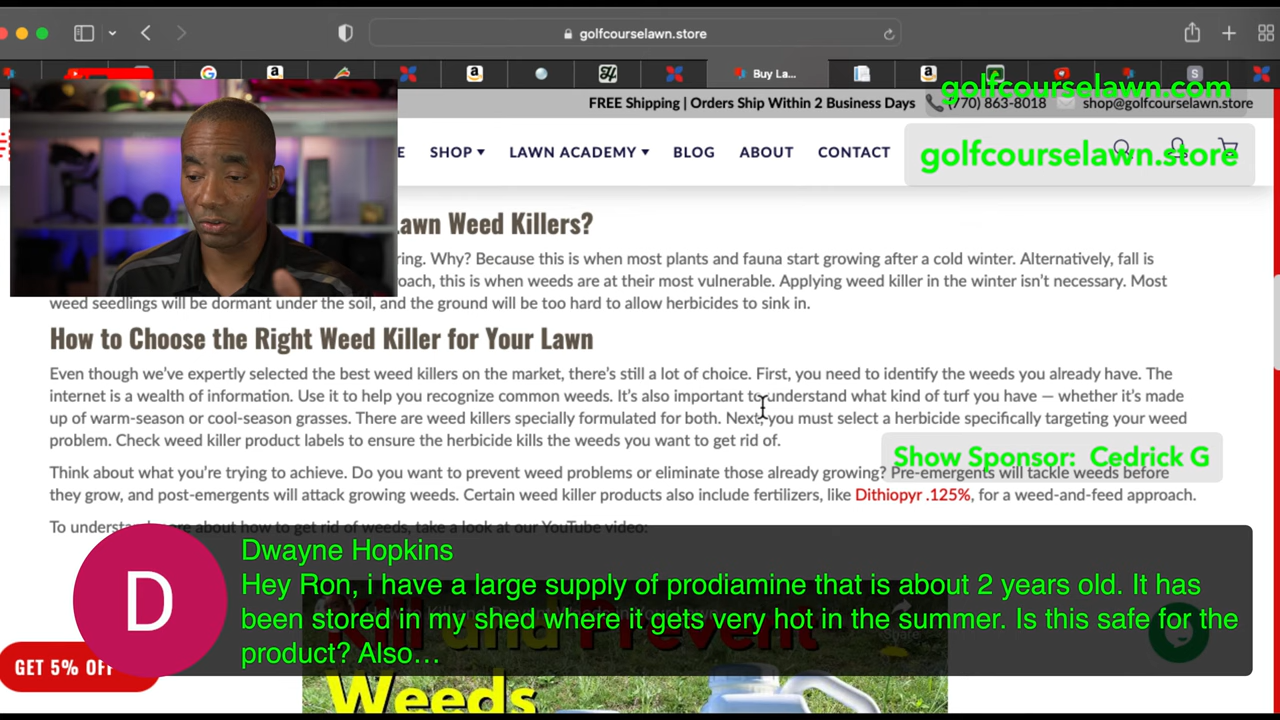 golfcourselawn.store
Buy La...
golfcourselawn.com
FREE Shipping | Orders Ship Within 2 Business Days
(770) 863-8018
shop@golfcourselawn.store
E
SHOP
LAWN ACADEMY
BLOG
ABOUT
CONTACT
golfcourselawn.store
Lawn Weed Killers?
ring. Why? Because this is when most plants and fauna start growing after a cold winter. Alternatively, fall is
oach, this is when weeds are at their most vulnerable. Applying weed killer in the winter isn't necessary. Most
weed seedlings will be dormant under the soil, and the ground will be too hard to allow herbicides to sink in.
How to Choose the Right Weed Killer for Your Lawn
Even though we've expertly selected the best weed killers on the market, there's still a lot of choice. First, you need to identify the weeds you already have. The
internet is a wealth of information. Use it to help you recognize common weeds. It's also important to understand what kind of turf you have — whether it's made
up of warm-season or cool-season grasses. There are weed killers specially formulated for both. Next, you must select a herbicide specifically targeting your weed
problem. Check weed killer product labels to ensure the herbicide kills the weeds you want to get rid of.
Show Sponsor: Cedrick G
Think about what you're trying to achieve. Do you want to prevent weed problems or eliminate those already growing? Pre-emergents will tackle weeds before
they grow, and post-emergents will attack growing weeds. Certain weed killer products also include fertilizers, like Dithiopyr .125%, for a weed-and-feed approach.
To understand more about how to get rid of weeds, take a look at our YouTube video:
D
Dwayne Hopkins
Hey Ron, i have a large supply of prodiamine that is about 2 years old. It has
been stored in my shed where it gets very hot in the summer. Is this safe for the
product? Also…
Kill and Prevent
GET 5% OFF
Weeds